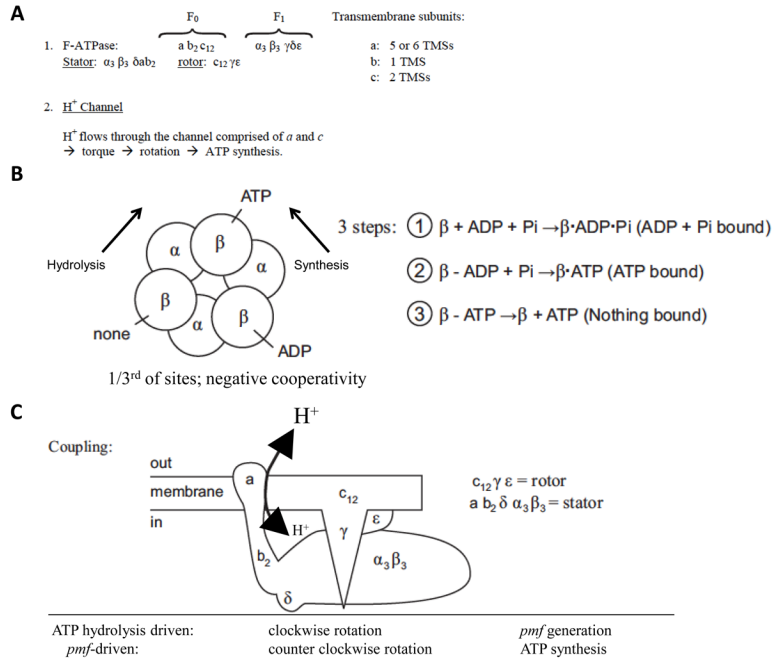 A
F₀ F₁ Transmembrane subunits:
1. F-ATPase: a b₂ c₁₂ α₃ β₃ γδε a: 5 or 6 TMSs
Stator: α₃ β₃ δab₂ rotor: c₁₂ γε b: 1 TMS
c: 2 TMSs
2. H⁺ Channel
H⁺ flows through the channel comprised of a and c
→ torque → rotation → ATP synthesis.
B
ATP
Hydrolysis
Synthesis
α
β
α
β
α
β
none
ADP
1/3rd of sites; negative cooperativity
3 steps: ① β + ADP + Pi →β·ADP·Pi (ADP + Pi bound)
② β - ADP + Pi →β·ATP (ATP bound)
③ β - ATP →β + ATP (Nothing bound)
C
H⁺
Coupling:
out
membrane
in
a
c₁₂
H⁺
γ
ε
b₂
α₃β₃
δ
c₁₂γ ε = rotor
a b₂δ α₃β₃= stator
ATP hydrolysis driven: clockwise rotation pmf generation
pmf-driven: counter clockwise rotation ATP synthesis